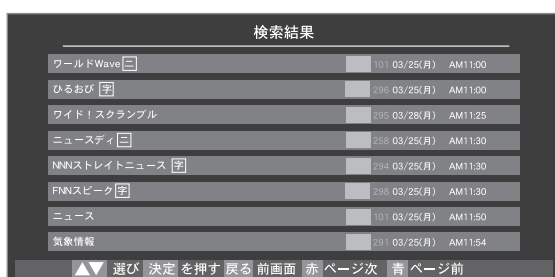 検索結果
ワールドWave 二 101 03/25(月) AM11:00
ひるおび 字 296 03/25(月) AM11:00
ワイド！スクランブル 295 03/28(月) AM11:25
ニュースディ 二 258 03/25(月) AM11:30
NNNストレイトニュース 字 294 03/25(月) AM11:30
FNNスピーク 字 298 03/25(月) AM11:30
ニュース 101 03/25(月) AM11:50
気象情報 291 03/25(月) AM11:54
▲▼ 選び 決定 を押す 戻る 前画面 赤 ページ次 青 ページ前